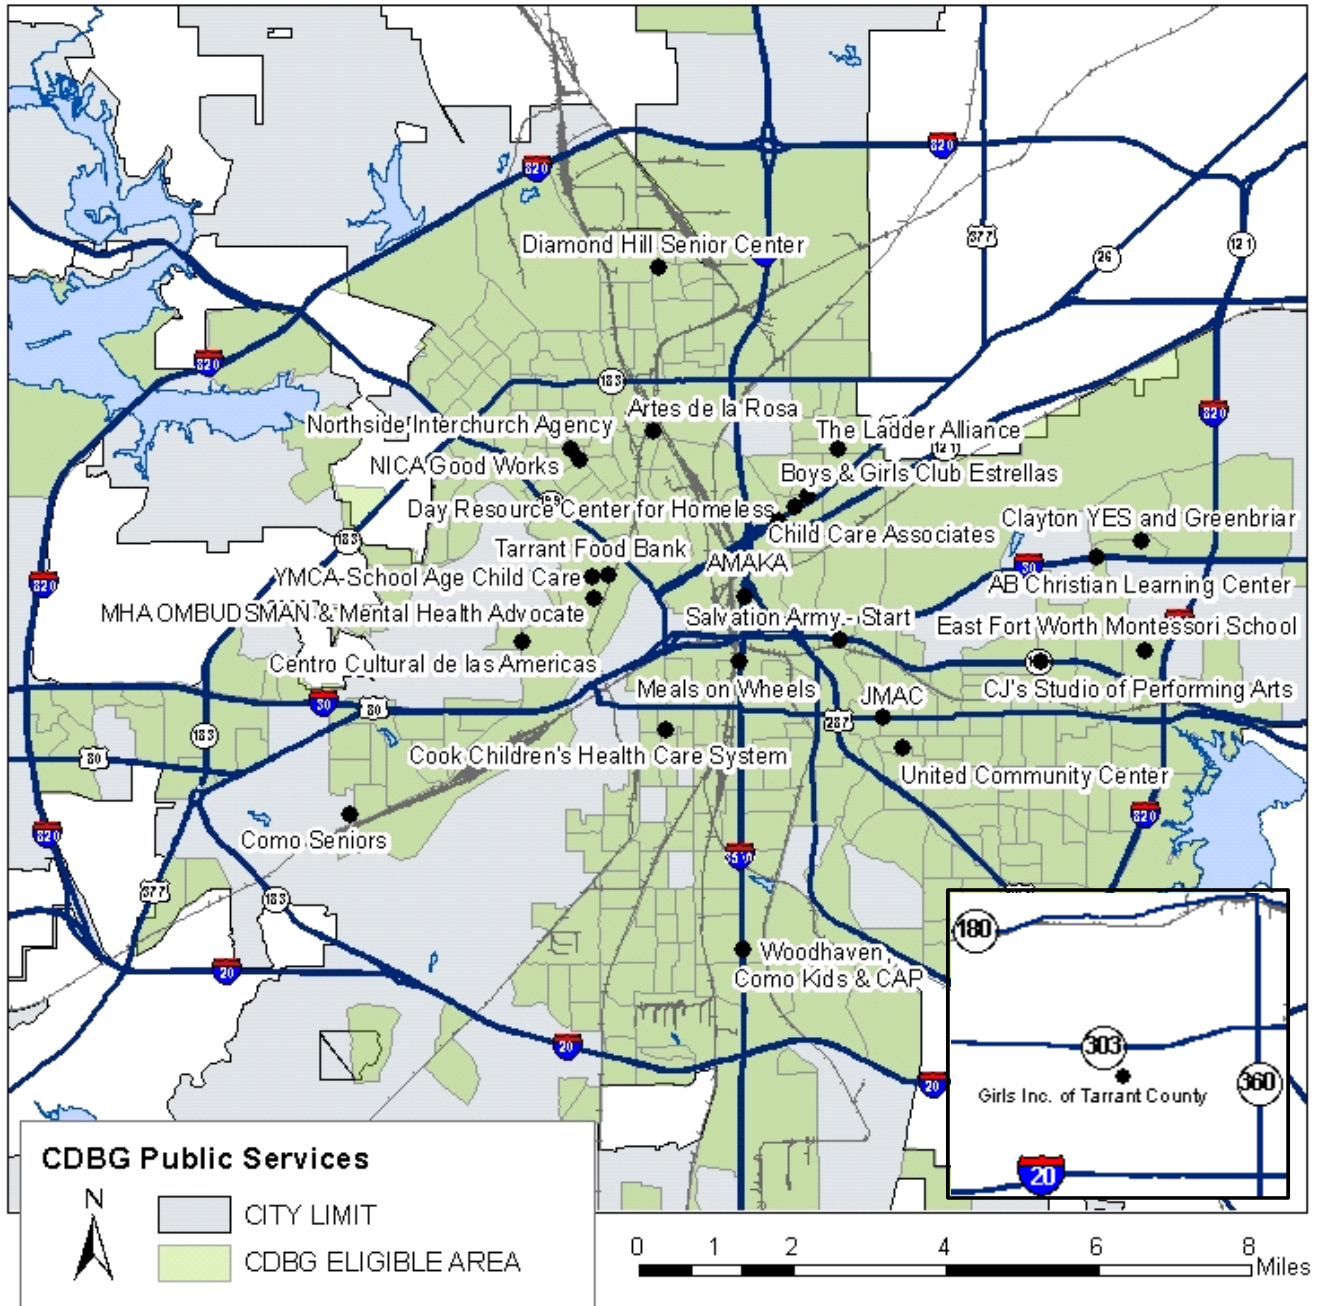 820
820
Diamond Hill Senior Center
377
26
121
820
183
820
Artes de la Rosa
Northside Interchurch Agency
The Ladder Alliance
121
NICA Good Works
Boys & Girls Club Estrellas
Day Resource Center for Homeless
Clayton YES and Greenbriar
Child Care Associates
183
Tarrant Food Bank
AMAKA
30
820
YMCA-School Age Child Care
AB Christian Learning Center
MHA OMBUDSMAN & Mental Health Advocate
Salvation Army - Start
East Fort Worth Montessori School
Centro Cultural de las Americas
Meals on Wheels
JMAC
CJ's Studio of Performing Arts
30
80
287
183
80
Cook Children's Health Care System
United Community Center
820
820
Como Seniors
35W
377
183
180
Woodhaven,
Como Kids & CAP
20
20
303
20
360
Girls Inc. of Tarrant County
20
CDBG Public Services
N
CITY LIMIT
CDBG ELIGIBLE AREA
0 1 2 4 6 8
Miles